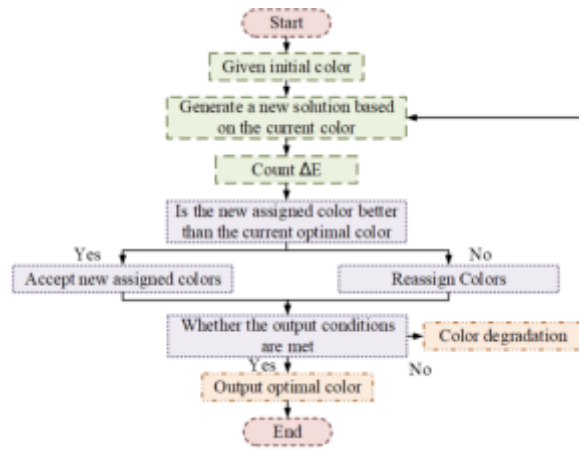 Start
Given initial color
Generate a new solution based
on the current color
Count ΔE
Is the new assigned color better
than the current optimal color
Yes
No
Accept new assigned colors
Reassign Colors
Whether the output conditions
are met
Color degradation
Yes
No
Output optimal color
End